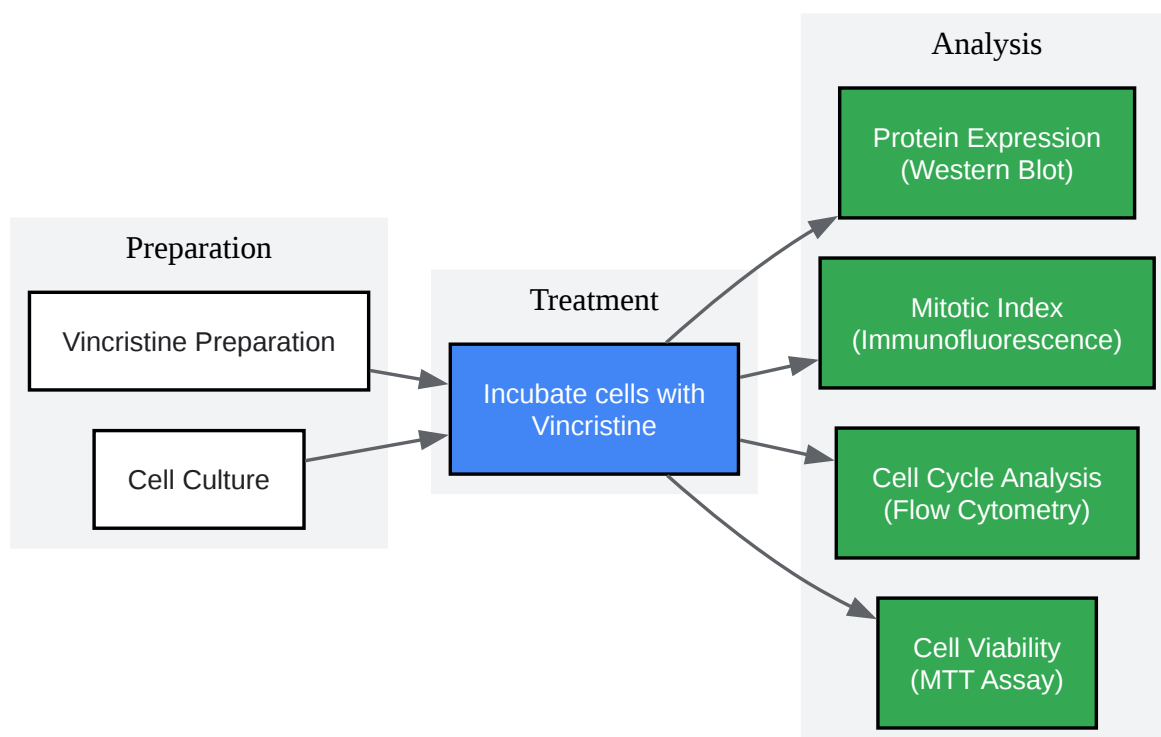 Preparation
Vincristine Preparation
Cell Culture
Treatment
Incubate cells with
Vincristine
Analysis
Protein Expression
(Western Blot)
Mitotic Index
(Immunofluorescence)
Cell Cycle Analysis
(Flow Cytometry)
Cell Viability
(MTT Assay)